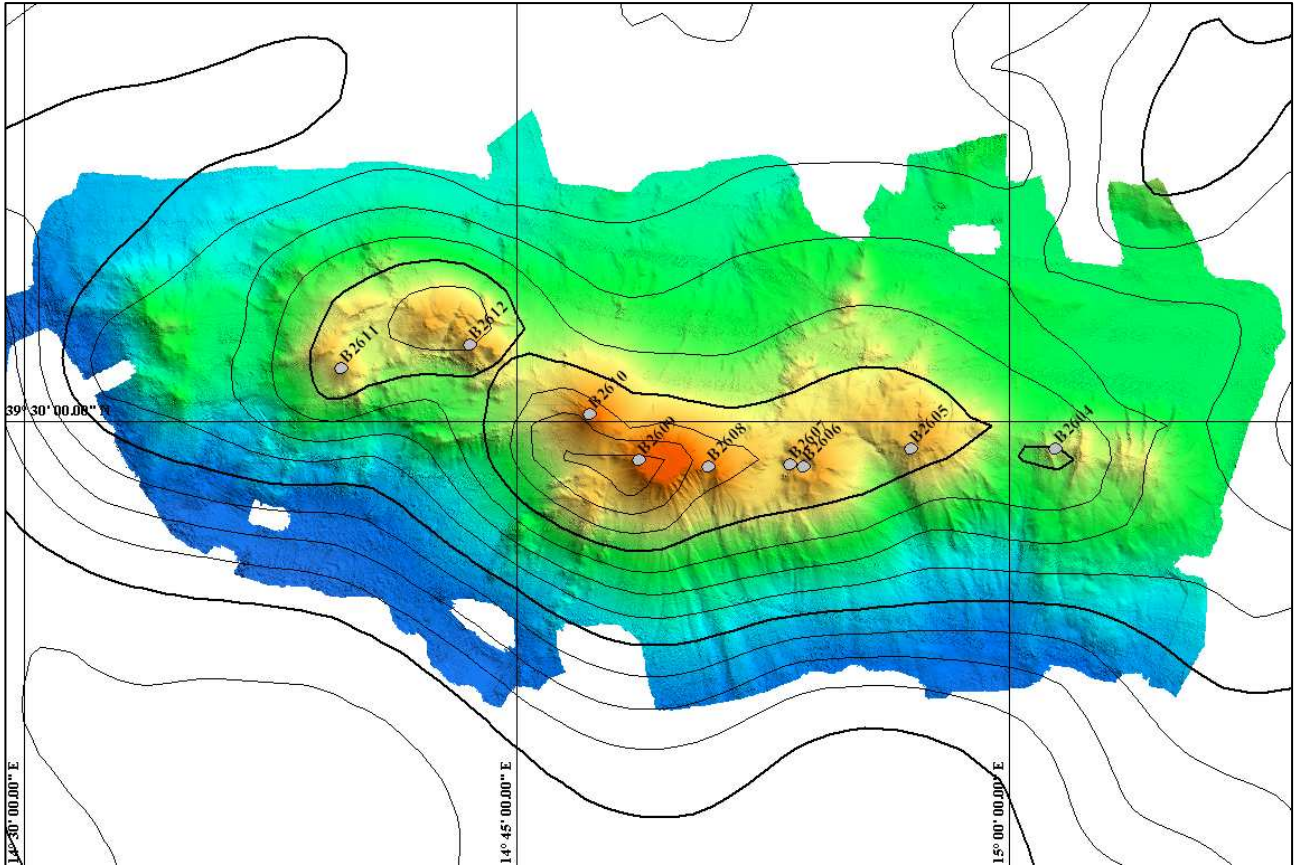 B2612
B2611
B2610
39° 30' 00.00" N
B2609
B2608
B2607
B2606
B2605
B2604
14° 30' 00.00" E
14° 45' 00.00" E
15° 00' 00.00" E